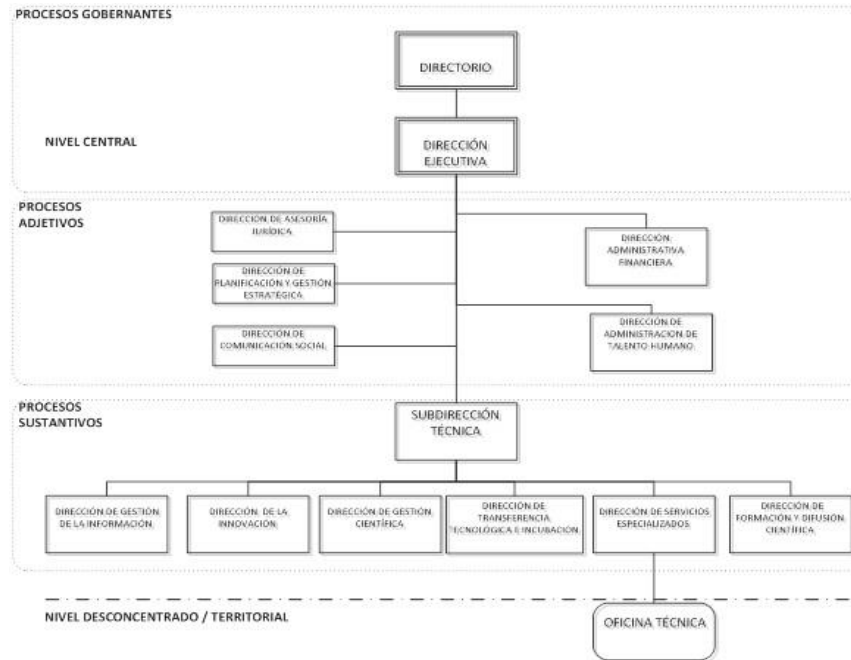 PROCESOS GOBERNANTES
DIRECTORIO
NIVEL CENTRAL
DIRECCIÓN
EJECUTIVA
PROCESOS
ADJETIVOS
DIRECCIÓN DE ASESORÍA
JURÍDICA
DIRECCIÓN
ADMINISTRATIVA
FINANCIERA
DIRECCIÓN DE
PLANIFICACIÓN Y GESTIÓN
ESTRATÉGICA
DIRECCIÓN DE
COMUNICACIÓN SOCIAL
DIRECCIÓN DE
ADMINISTRACION DE
TALENTO HUMANO
PROCESOS
SUSTANTIVOS
SUBDIRECCIÓN
TÉCNICA
DIRECCIÓN DE GESTIÓN
DE LA INFORMACIÓN
DIRECCIÓN DE LA
INNOVACIÓN
DIRECCIÓN DE GESTIÓN
CIENTÍFICA
DIRECCIÓN DE
TRANSFERENCIA
TECNOLÓGICA E INCUBACIÓN
DIRECCIÓN DE SERVICIOS
ESPECIALIZADOS
DIRECCIÓN DE
FORMACIÓN Y DIFUSIÓN
CIENTÍFICA
NIVEL DESCONCENTRADO / TERRITORIAL
OFICINA TÉCNICA